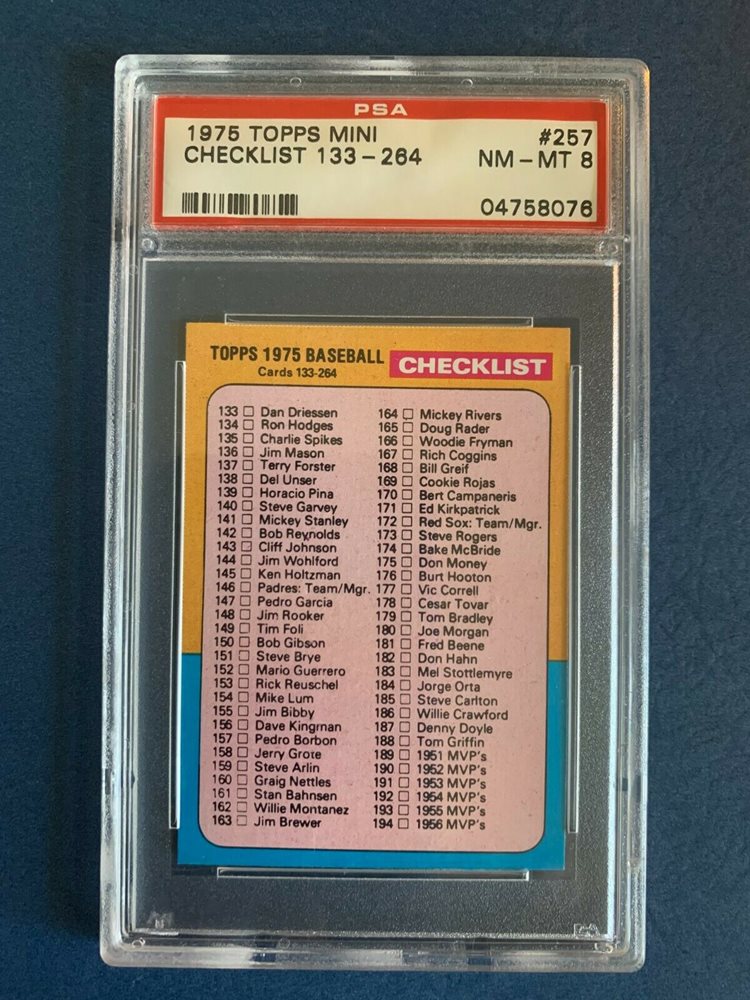 PSA
1975 TOPPS MINI #257
CHECKLIST 133-264 NM-MT 8
04758076
TOPPS 1975 BASEBALL CHECKLIST
Cards 133-264
133 Dan Driessen
134 Ron Hodges
135 Charlie Spikes
136 Jim Mason
137 Terry Forster
138 Del Unser
139 Horacio Pina
140 Steve Garvey
141 Mickey Stanley
142 Bob Reynolds
143 Cliff Johnson
144 Jim Wohlford
145 Ken Holtzman
146 Padres: Team/Mgr.
147 Pedro Garcia
148 Jim Rooker
149 Tim Foli
150 Bob Gibson
151 Steve Brye
152 Mario Guerrero
153 Rick Reuschel
154 Mike Lum
155 Jim Bibby
156 Dave Kingman
157 Pedro Borbon
158 Jerry Grote
159 Steve Arlin
160 Graig Nettles
161 Stan Bahnsen
162 Willie Montanez
163 Jim Brewer
164 Mickey Rivers
165 Doug Rader
166 Woodie Fryman
167 Rich Coggins
168 Bill Greif
169 Cookie Rojas
170 Bert Campaneris
171 Ed Kirkpatrick
172 Red Sox: Team/Mgr.
173 Steve Rogers
174 Bake McBride
175 Don Money
176 Burt Hooton
177 Vic Correll
178 Cesar Tovar
179 Tom Bradley
180 Joe Morgan
181 Fred Beene
182 Don Hahn
183 Mel Stottlemyre
184 Jorge Orta
185 Steve Carlton
186 Willie Crawford
187 Denny Doyle
188 Tom Griffin
189 1951 MVP's
190 1952 MVP's
191 1953 MVP's
192 1954 MVP's
193 1955 MVP's
194 1956 MVP's